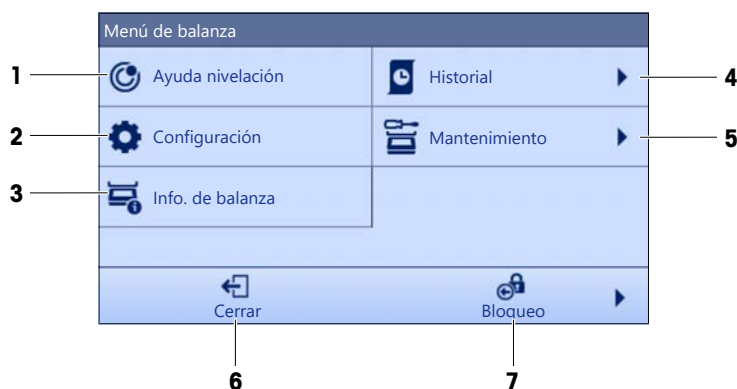 Menú de balanza
1 Ayuda nivelación Historial 4
2 Configuración Mantenimiento 5
3 Info. de balanza
Cerrar Bloqueo
6 7